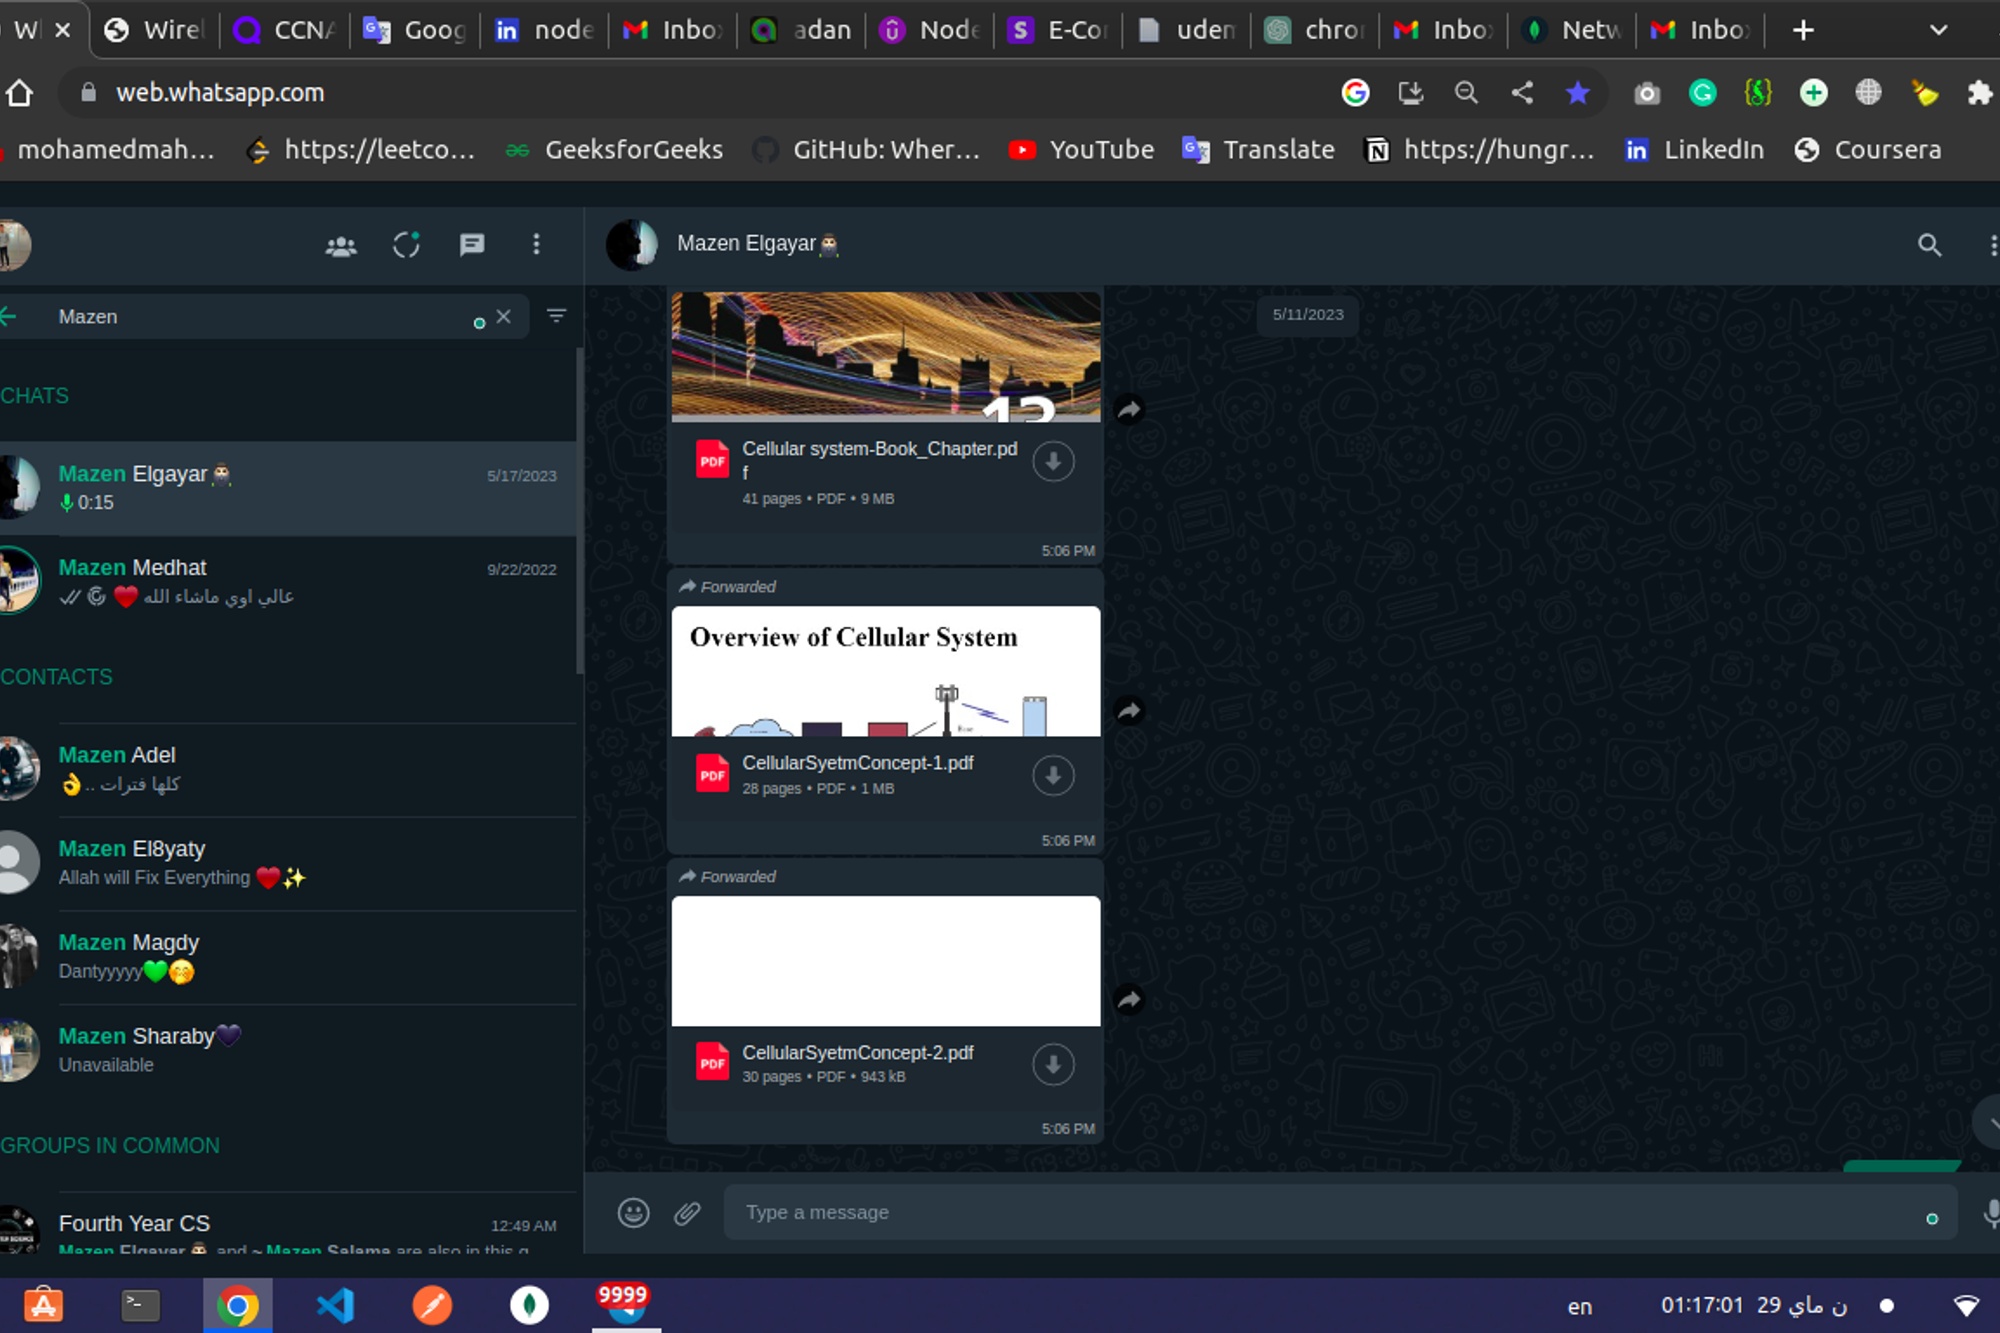 W Wirel CCNA Goog node Inbo adan Node E-Co udem chro Inbo Netw Inbo
web.whatsapp.com
mohamedmah... https://leetco... GeeksforGeeks GitHub: Wher... YouTube Translate https://hungr... LinkedIn Coursera
Mazen
CHATS
Mazen Elgayar 5/17/2023
0:15
Mazen Medhat 9/22/2022
عالي اوي ماشاء الله
CONTACTS
Mazen Adel
كلها فترات ..
Mazen El8yaty
Allah will Fix Everything
Mazen Magdy
Dantyyyyy
Mazen Sharaby
Unavailable
GROUPS IN COMMON
Fourth Year CS 12:49 AM
Mazen Elgayar and ~ Mazen Salama are also in this g...
Mazen Elgayar
5/11/2023
13
PDF Cellular system-Book_Chapter.pd
f
41 pages • PDF • 9 MB
5:06 PM
Forwarded
Overview of Cellular System
PDF CellularSyetmConcept-1.pdf
28 pages • PDF • 1 MB
5:06 PM
Forwarded
PDF CellularSyetmConcept-2.pdf
30 pages • PDF • 943 kB
5:06 PM
Type a message
9999
en 01:17:01 29 ن ماي